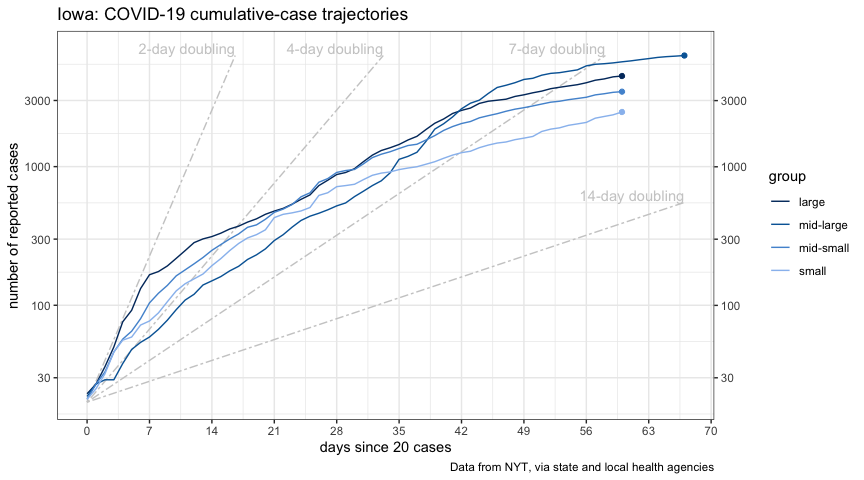 Iowa: COVID-19 cumulative-case trajectories
2-day doubling 4-day doubling 7-day doubling
14-day doubling
number of reported cases
3000 3000
1000 1000
300 300
100 100
30 30
0 7 14 21 28 35 42 49 56 63 70
days since 20 cases
group
large
mid-large
mid-small
small
Data from NYT, via state and local health agencies